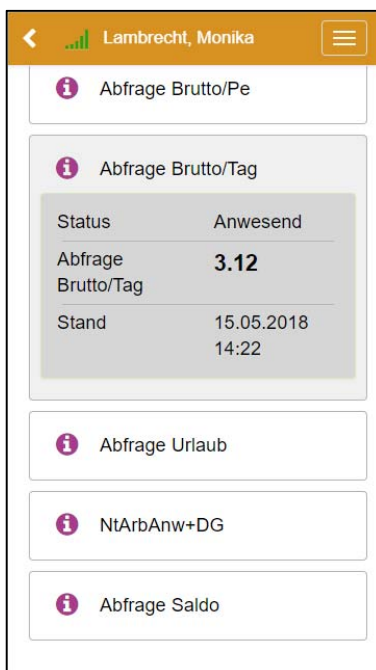 Lambrecht, Monika
Abfrage Brutto/Pe
Abfrage Brutto/Tag
Status Anwesend
Abfrage 3.12
Brutto/Tag
Stand 15.05.2018
14:22
Abfrage Urlaub
NtArbAnw+DG
Abfrage Saldo